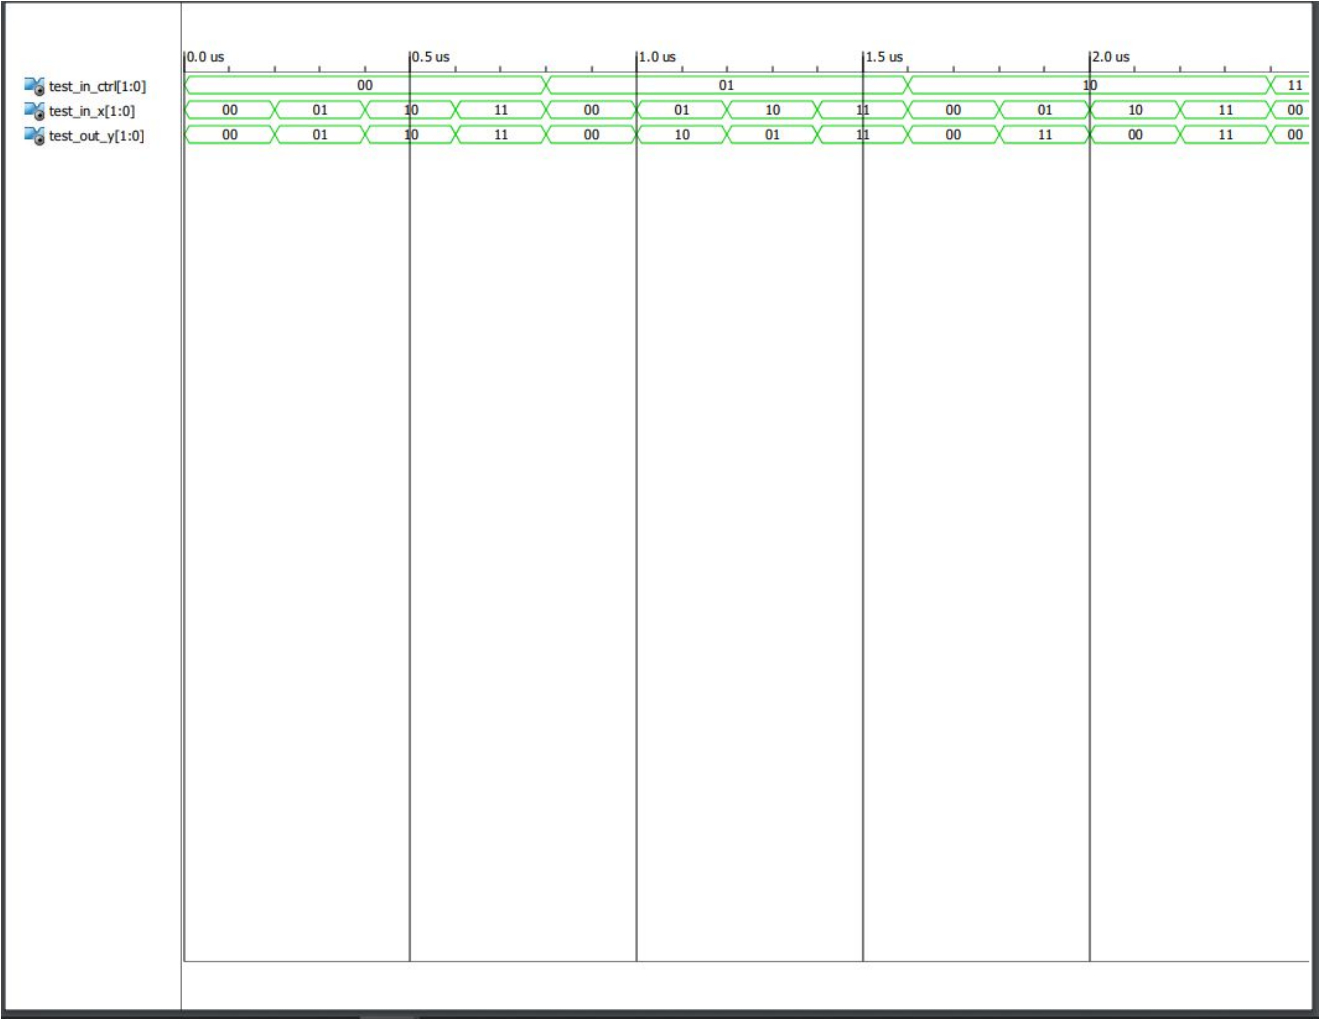 0.0 us 0.5 us 1.0 us 1.5 us 2.0 us
test_in_ctrl[1:0] 00 01 10 11
test_in_x[1:0] 00 01 10 11 00 01 10 11 00 01 10 11 00
test_out_y[1:0] 00 01 10 11 00 10 01 11 00 11 00 11 00